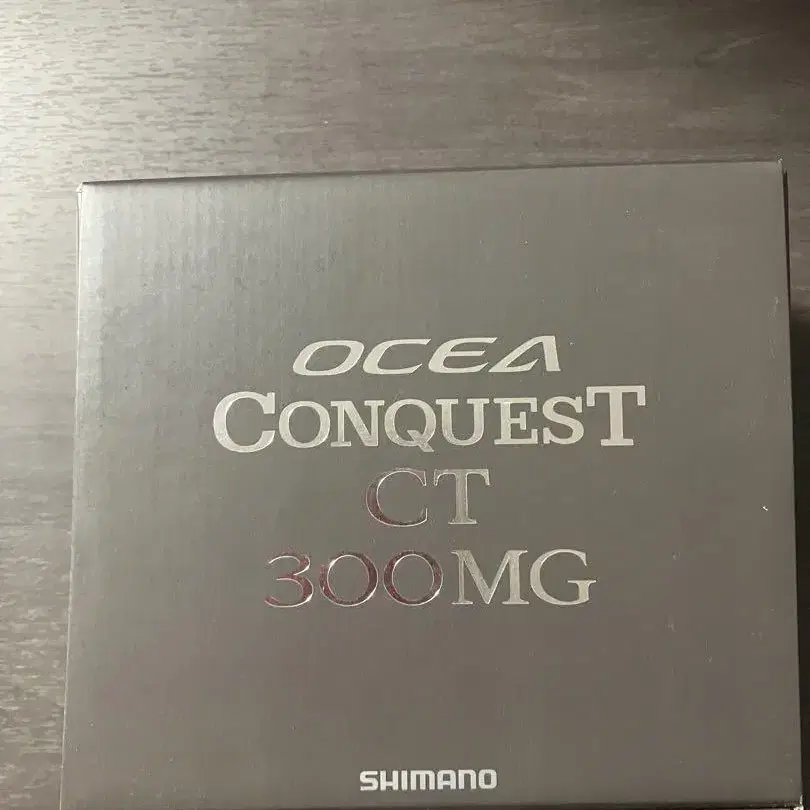 OCEA
CONQUEST
CT
300MG
SHIMANO